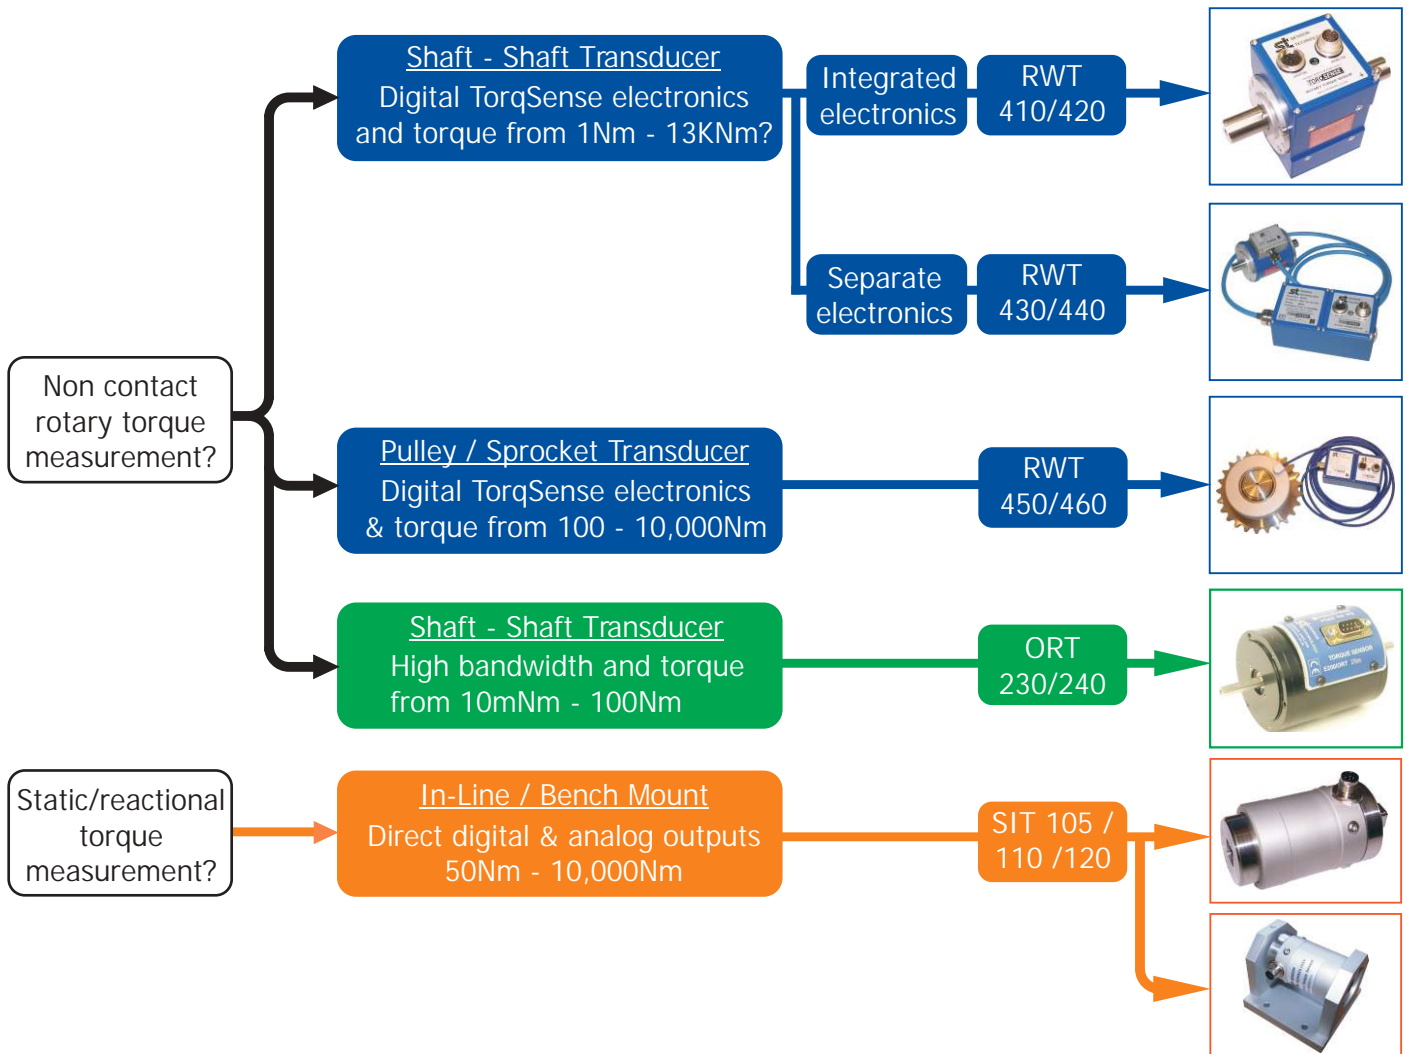 Shaft - Shaft Transducer
Digital TorqSense electronics
and torque from 1Nm - 13KNm?
Integrated
electronics
RWT
410/420
TORQSENSE
Separate
electronics
RWT
430/440
Non contact
rotary torque
measurement?
Pulley / Sprocket Transducer
Digital TorqSense electronics
& torque from 100 - 10,000Nm
RWT
450/460
Shaft - Shaft Transducer
High bandwidth and torque
from 10mNm - 100Nm
ORT
230/240
TORQUE SENSOR
Static/reactional
torque
measurement?
In-Line / Bench Mount
Direct digital & analog outputs
50Nm - 10,000Nm
SIT 105 /
110 /120